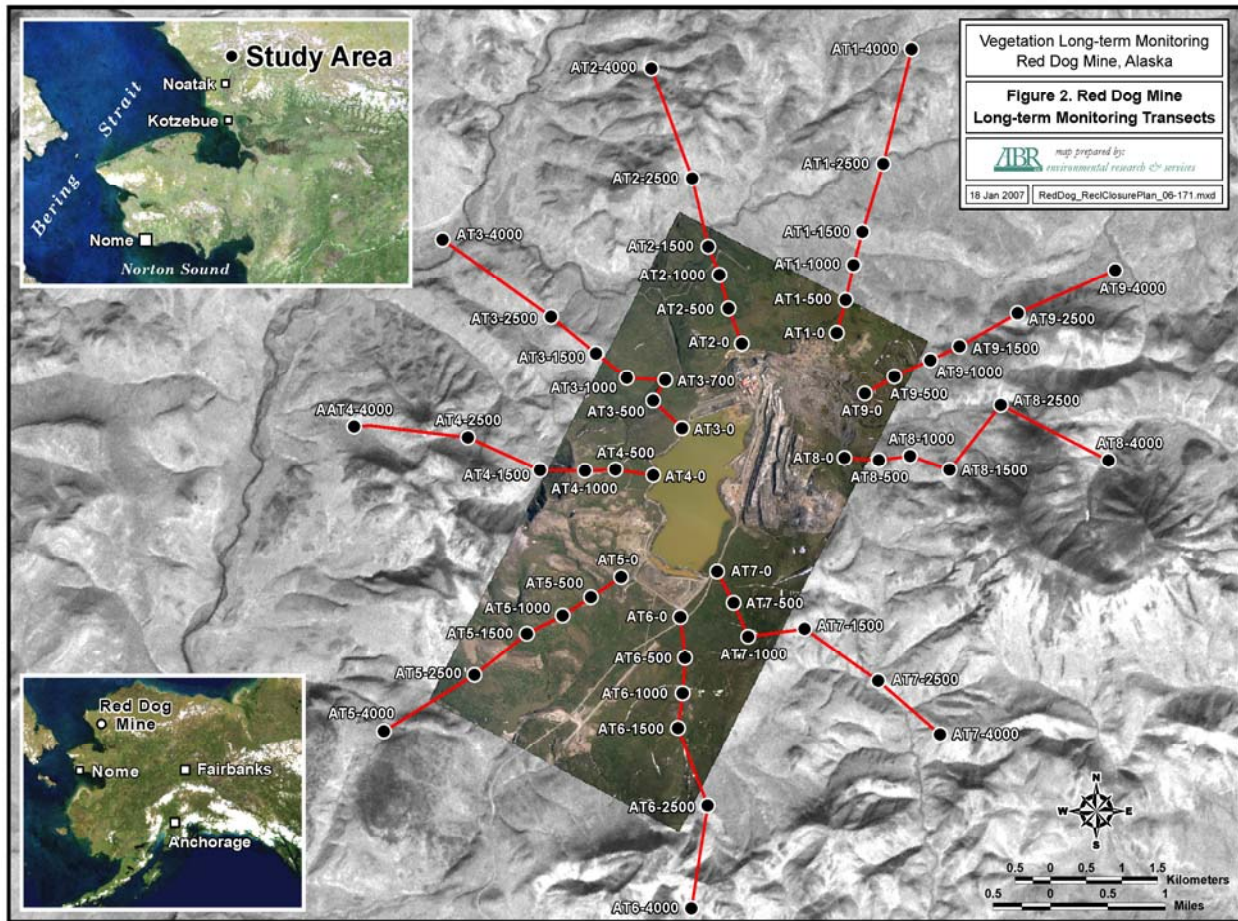 Study Area
Noatak
Kotzebue
Bering Strait
Nome
Norton Sound
Vegetation Long-term Monitoring
Red Dog Mine, Alaska
Figure 2. Red Dog Mine
Long-term Monitoring Transects
ABR
map prepared by:
environmental research & services
18 Jan 2007
RedDog_ReclClosurePlan_06-171.mxd
AT1-4000
AT2-4000
AT1-2500
AT2-2500
AT1-1500
AT3-4000
AT2-1500
AT1-1000
AT2-1000
AT9-4000
AT1-500
AT2-500
AT9-2500
AT3-2500
AT1-0
AT2-0
AT9-1500
AT3-1500
AT9-1000
AT3-1000
AT3-700
AT9-500
AT8-2500
AT3-500
AT9-0
AAT4-4000
AT4-2500
AT3-0
AT8-1000
AT8-4000
AT4-500
AT8-0
AT4-1500
AT4-0
AT8-500
AT8-1500
AT4-1000
AT5-0
AT7-0
AT5-500
AT7-500
AT5-1000
AT6-0
AT7-1500
AT5-1500
AT7-1000
AT6-500
AT5-2500
AT7-2500
AT6-1000
AT5-4000
AT6-1500
AT7-4000
AT6-2500
AT6-4000
Red Dog
Mine
Nome
Fairbanks
Anchorage
N
W
E
S
0.5 0 0.5 1 1.5
Kilometers
0.5 0 0.5 1
Miles